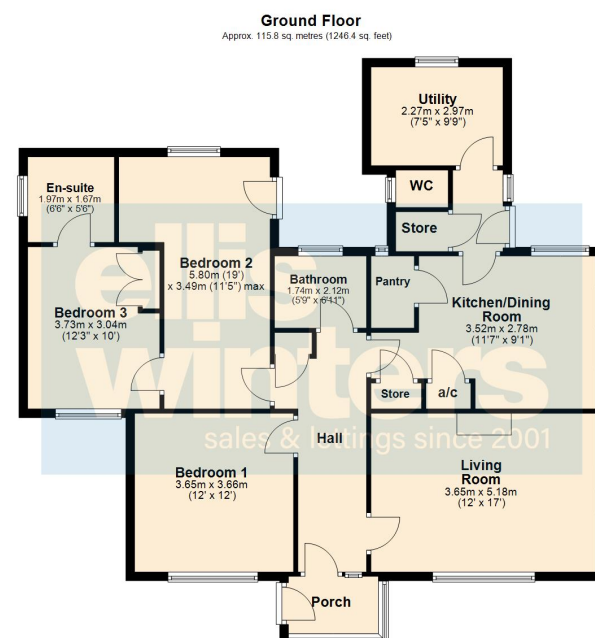 Ground Floor
Approx. 115.8 sq. metres (1246.4 sq. feet)
Utility
2.27m x 2.97m
(7'5" x 9'9")
WC
Store
En-suite
1.97m x 1.67m
(6'6" x 5'6")
Bedroom 2
5.80m (19')
x 3.49m (11'5") max
Bathroom
1.74m x 2.12m
(5'9" x 6'11")
Pantry
Kitchen/Dining
Room
3.52m x 2.78m
(11'7" x 9'1")
Bedroom 3
3.73m x 3.04m
(12'3" x 10')
Store
a/c
ellis
winters
sales & lettings since 2001
Hall
Bedroom 1
3.65m x 3.66m
(12' x 12')
Living
Room
3.65m x 5.18m
(12' x 17')
Porch